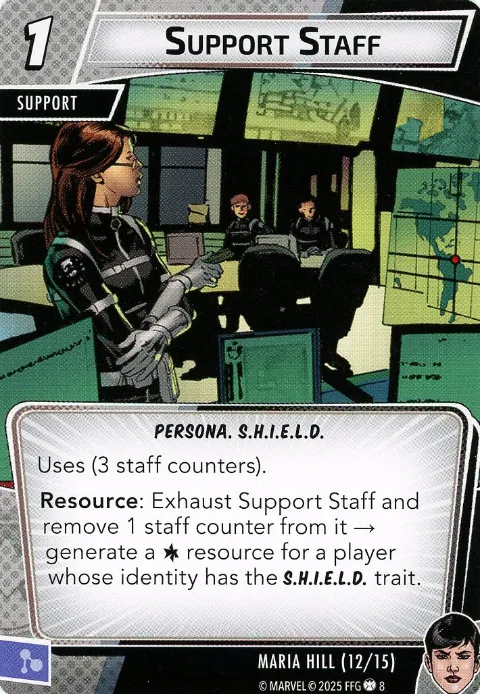 1
SUPPORT STAFF
SUPPORT
PERSONA. S.H.I.E.L.D.
Uses (3 staff counters).
Resource: Exhaust Support Staff and
remove 1 staff counter from it →
generate a resource for a player
whose identity has the S.H.I.E.L.D. trait.
MARIA HILL (12/15)
© MARVEL © 2025 FFG 8